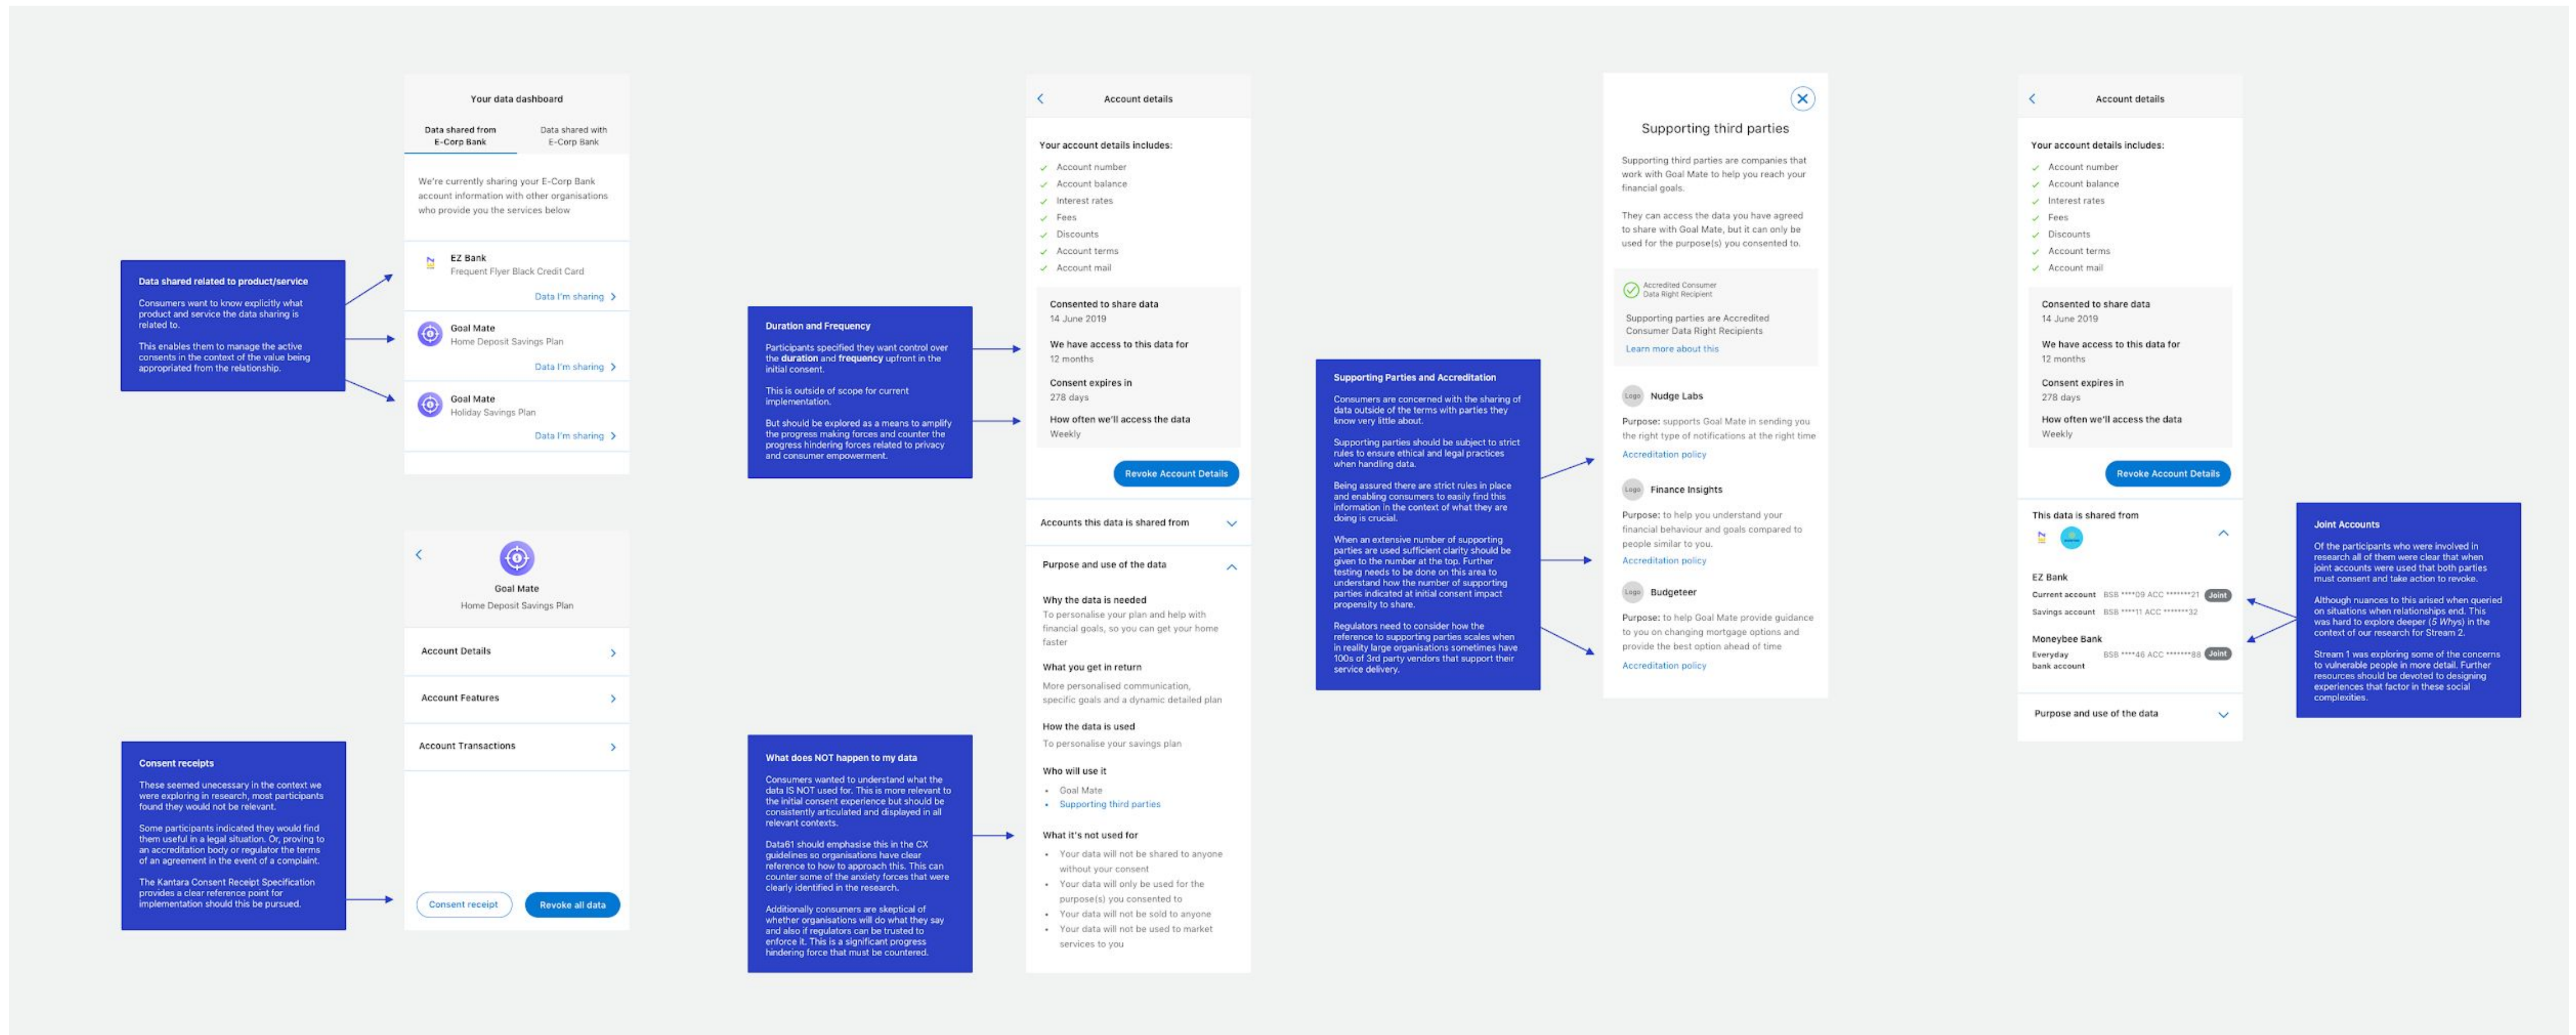 Your data dashboard
Data shared from
E-Corp Bank
Data shared with
E-Corp Bank
We're currently sharing your E-Corp Bank
account information with other organisations
who provide you the services below
EZ Bank
Frequent Flyer Black Credit Card
Data I'm sharing
Goal Mate
Home Deposit Savings Plan
Data I'm sharing
Goal Mate
Holiday Savings Plan
Data I'm sharing
Data shared related to product/service
Consumers want to know explicitly what
product and service the data sharing is
related to.
This enables them to manage the active
consents in the context of the value being
appropriated from the relationship.
Goal Mate
Home Deposit Savings Plan
Account Details
Account Features
Account Transactions
Consent receipt
Revoke all data
Consent receipts
These seemed unecessary in the context we
were exploring in research, most participants
found they would not be relevant.
Some participants indicated they would find
them useful in a legal situation. Or, proving to
an accreditation body or regulator the terms
of an agreement in the event of a complaint.
The Kantara Consent Receipt Specification
provides a clear reference point for
implementation should this be pursued.
Duration and Frequency
Participants specified they want control over
the duration and frequency upfront in the
initial consent.
This is outside of scope for current
implementation.
But should be explored as a means to amplify
the progress making forces and counter the
progress hindering forces related to privacy
and consumer empowerment.
What does NOT happen to my data
Consumers wanted to understand what the
data IS NOT used for. This is more relevant to
the initial consent experience but should be
consistently articulated and displayed in all
relevant contexts.
Data61 should emphasise this in the CX
guidelines so organisations have clear
reference to how to approach this. This can
counter some of the anxiety forces that were
clearly identified in the research.
Additionally consumers are skeptical of
whether organisations will do what they say
and also if regulators can be trusted to
enforce it. This is a significant progress
hindering force that must be countered.
Account details
Your account details includes:
Account number
Account balance
Interest rates
Fees
Discounts
Account terms
Account mail
Consented to share data
14 June 2019
We have access to this data for
12 months
Consent expires in
278 days
How often we'll access the data
Weekly
Revoke Account Details
Accounts this data is shared from
Purpose and use of the data
Why the data is needed
To personalise your plan and help with
financial goals, so you can get your home
faster
What you get in return
More personalised communication,
specific goals and a dynamic detailed plan
How the data is used
To personalise your savings plan
Who will use it
• Goal Mate
• Supporting third parties
What it's not used for
• Your data will not be shared to anyone
without your consent
• Your data will only be used for the
purpose(s) you consented to
• Your data will not be sold to anyone
• Your data will not be used to market
services to you
Supporting Parties and Accreditation
Consumers are concerned with the sharing of
data outside of the terms with parties they
know very little about.
Supporting parties should be subject to strict
rules to ensure ethical and legal practices
when handling data.
Being assured there are strict rules in place
and enabling consumers to easily find this
information in the context of what they are
doing is crucial.
When an extensive number of supporting
parties are used sufficient clarity should be
given to the number at the top. Further
testing needs to be done on this area to
understand how the number of supporting
parties indicated at initial consent impact
propensity to share.
Regulators need to consider how the
reference to supporting parties scales when
in reality large organisations sometimes have
100s of 3rd party vendors that support their
service delivery.
Supporting third parties
Supporting third parties are companies that
work with Goal Mate to help you reach your
financial goals.
They can access the data you have agreed
to share with Goal Mate, but it can only be
used for the purpose(s) you consented to.
Accredited Consumer
Data Right Recipient
Supporting parties are Accredited
Consumer Data Right Recipients
Learn more about this
Logo Nudge Labs
Purpose: supports Goal Mate in sending you
the right type of notifications at the right time
Accreditation policy
Logo Finance Insights
Purpose: to help you understand your
financial behaviour and goals compared to
people similar to you.
Accreditation policy
Logo Budgeteer
Purpose: to help Goal Mate provide guidance
to you on changing mortgage options and
provide the best option ahead of time
Accreditation policy
Account details
Your account details includes:
Account number
Account balance
Interest rates
Fees
Discounts
Account terms
Account mail
Consented to share data
14 June 2019
We have access to this data for
12 months
Consent expires in
278 days
How often we'll access the data
Weekly
Revoke Account Details
This data is shared from
EZ Bank
Current account BSB ****09 ACC *******21 Joint
Savings account BSB ****11 ACC *******32
Moneybee Bank
Everyday
bank account
BSB ****46 ACC *******88 Joint
Purpose and use of the data
Joint Accounts
Of the participants who were involved in
research all of them were clear that when
joint accounts were used that both parties
must consent and take action to revoke.
Although nuances to this arised when queried
on situations when relationships end. This
was hard to explore deeper (5 Whys) in the
context of our research for Stream 2.
Stream 1 was exploring some of the concerns
to vulnerable people in more detail. Further
resources should be devoted to designing
experiences that factor in these social
complexities.